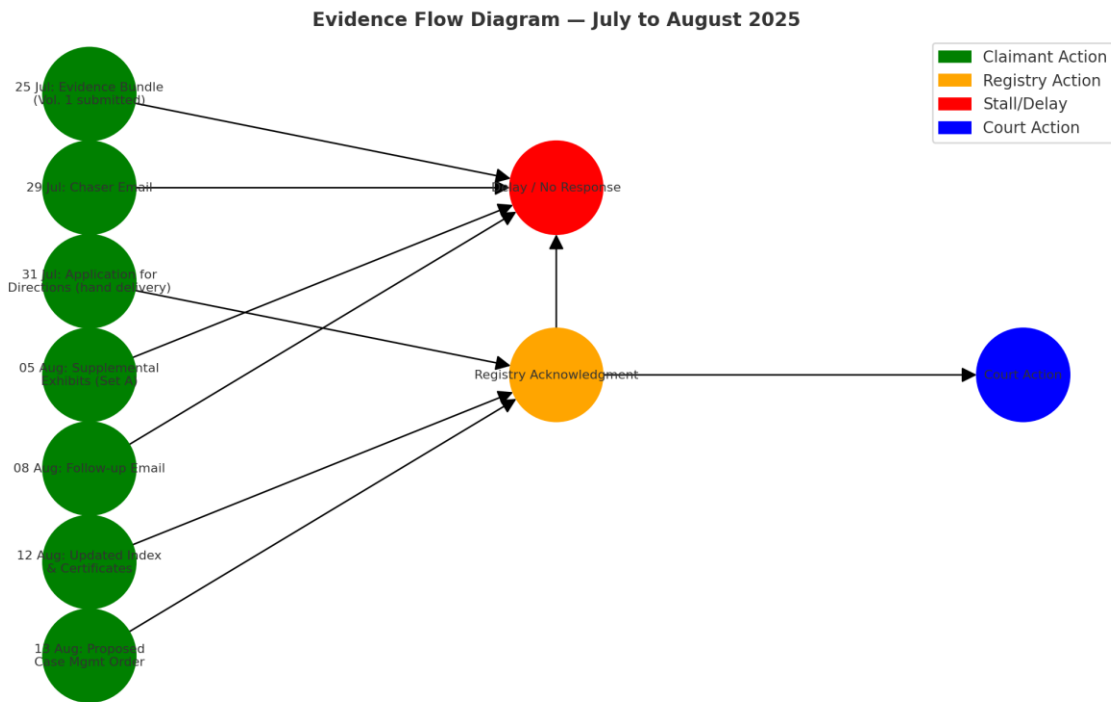 Evidence Flow Diagram — July to August 2025
25 Jul: Evidence Bundle
(Vol. 1 submitted)
29 Jul: Chaser Email
31 Jul: Application for
Directions (hand delivery)
05 Aug: Supplemental
Exhibits (Set A)
08 Aug: Follow-up Email
12 Aug: Updated Index
& Certificates
13 Aug: Proposed
Case Mgmt Order
Delay / No Response
Registry Acknowledgment
Court Action
Claimant Action
Registry Action
Stall/Delay
Court Action